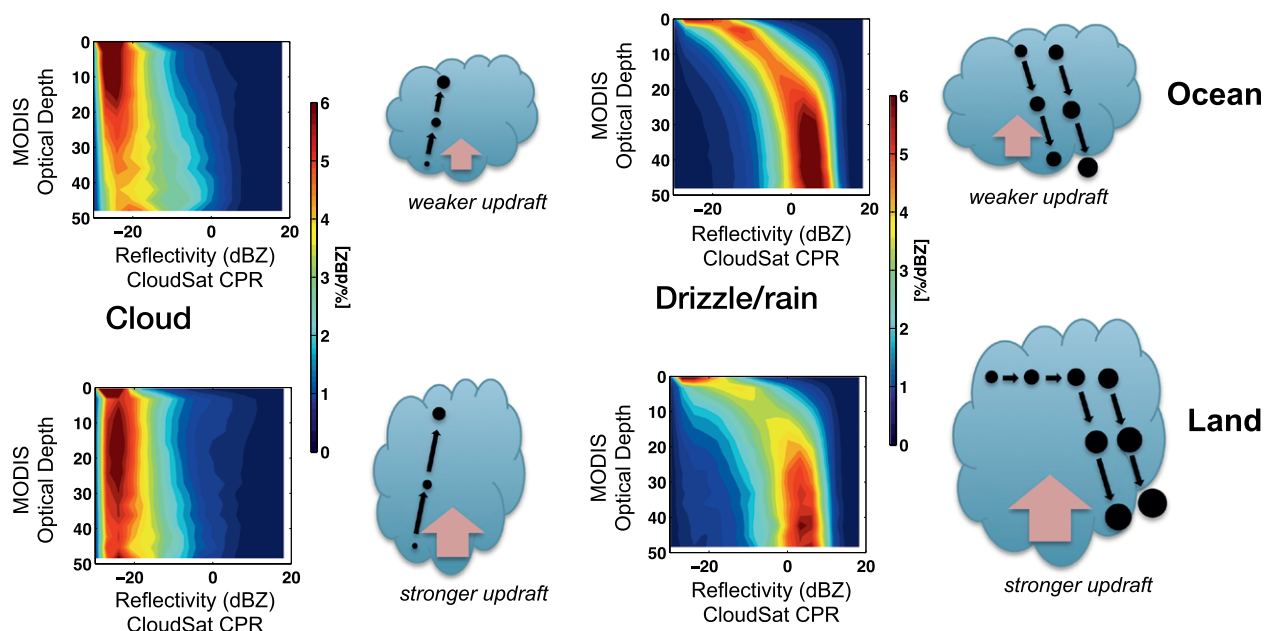 0
10
20
30
40
50
MODIS
Optical Depth
−20
0
20
Reflectivity (dBZ)
CloudSat CPR
6
5
4
3
2
1
0
[%/dBZ]
weaker updraft
0
10
20
30
40
50
MODIS
Optical Depth
−20
0
20
Reflectivity (dBZ)
CloudSat CPR
6
5
4
3
2
1
0
[%/dBZ]
weaker updraft
Ocean
Cloud
Drizzle/rain
0
10
20
30
40
50
MODIS
Optical Depth
−20
0
20
Reflectivity (dBZ)
CloudSat CPR
stronger updraft
0
10
20
30
40
50
MODIS
Optical Depth
−20
0
20
Reflectivity (dBZ)
CloudSat CPR
stronger updraft
Land